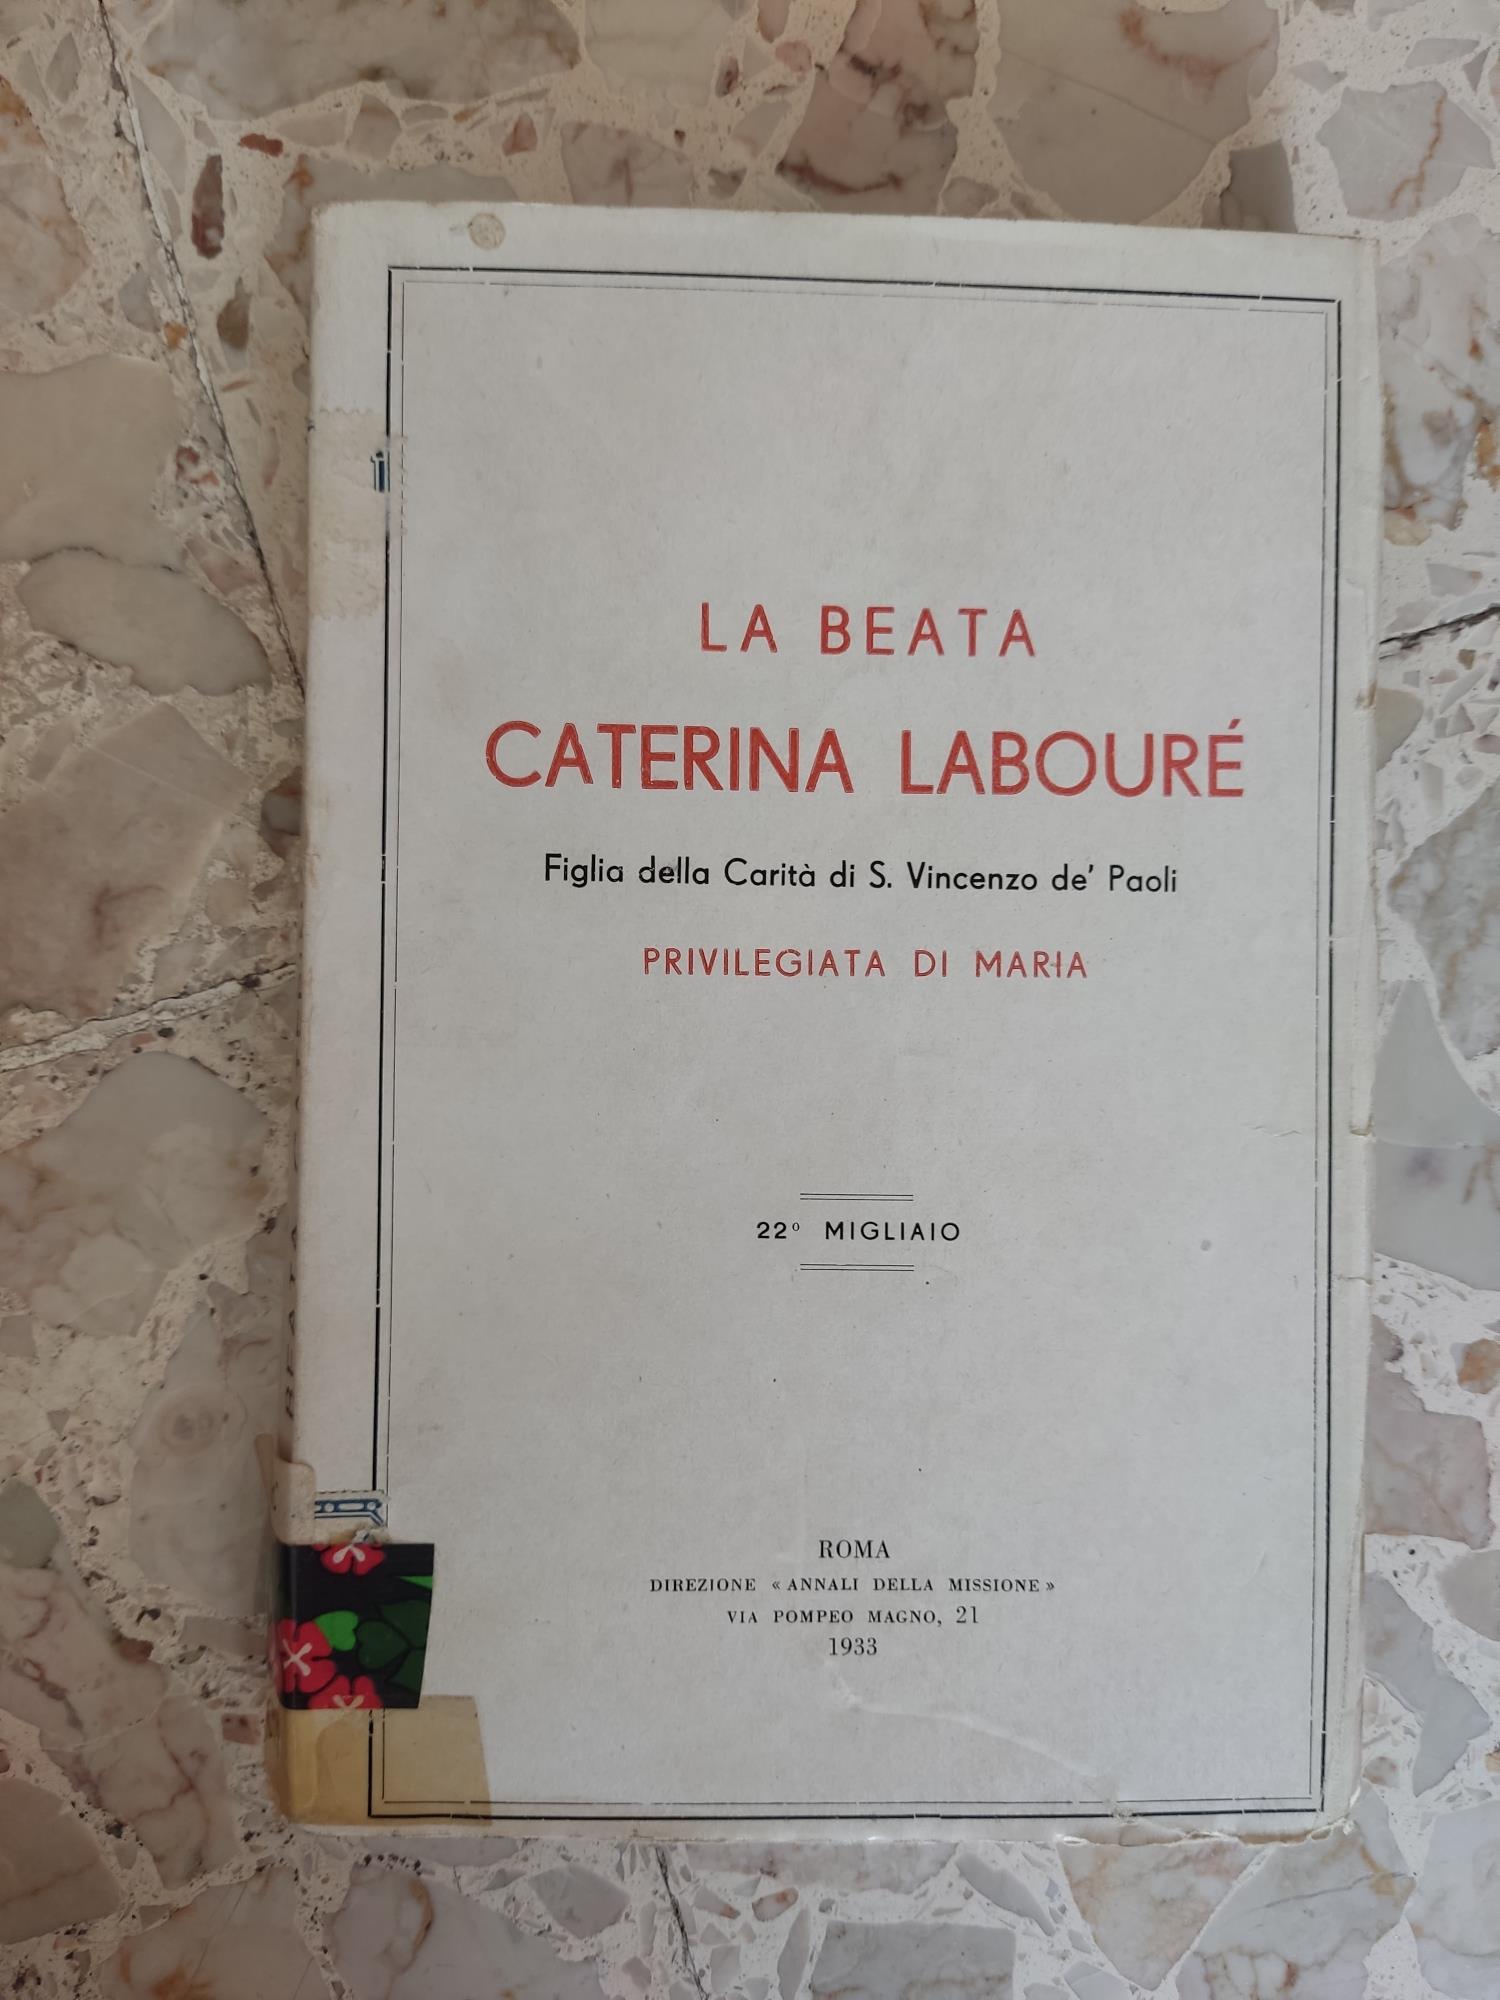 LA BEATA
CATERINA LABOURÉ
Figlia della Carità di S. Vincenzo de' Paoli
PRIVILEGIATA DI MARIA
22º MIGLIAIO
ROMA
DIREZIONE « ANNALI DELLA MISSIONE »
VIA POMPEO MAGNO, 21
1933